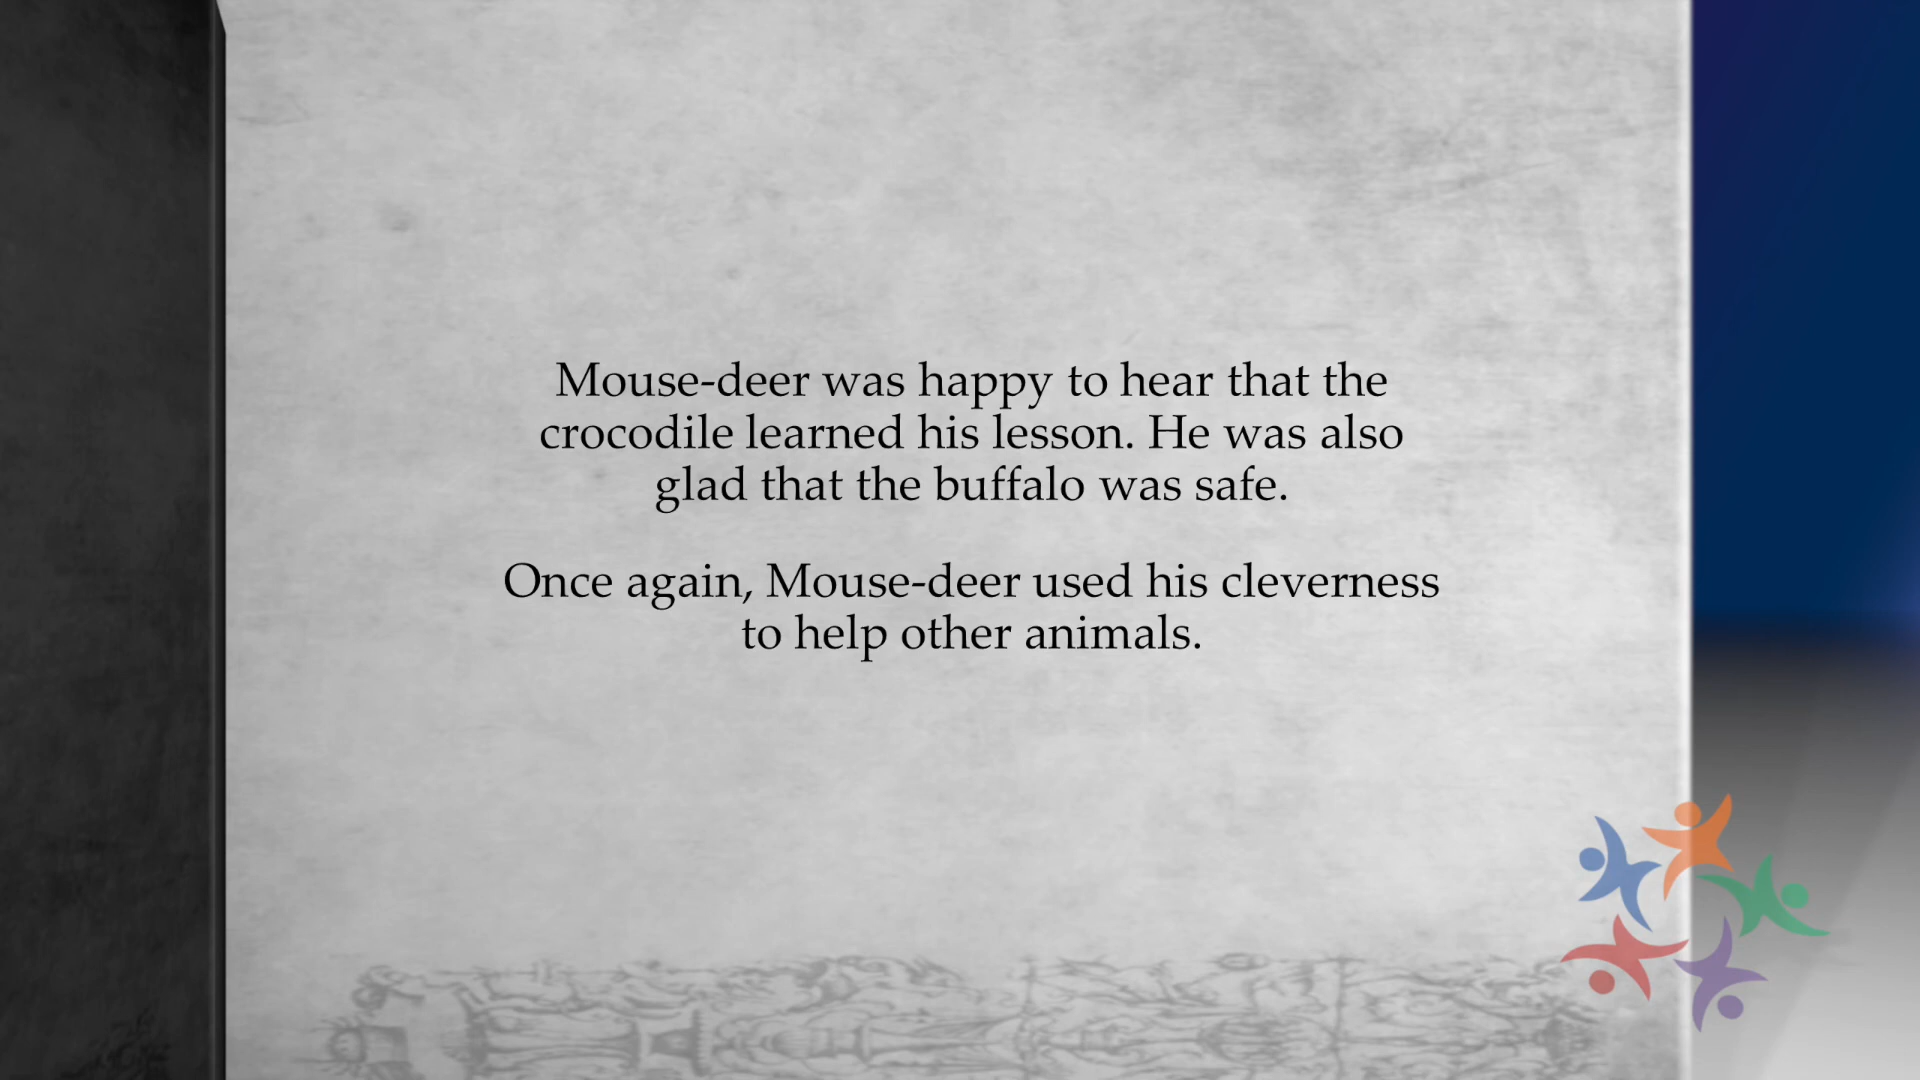 Mouse-deer was happy to hear that the
crocodile learned his lesson. He was also
glad that the buffalo was safe.
Once again, Mouse-deer used his cleverness
to help other animals.